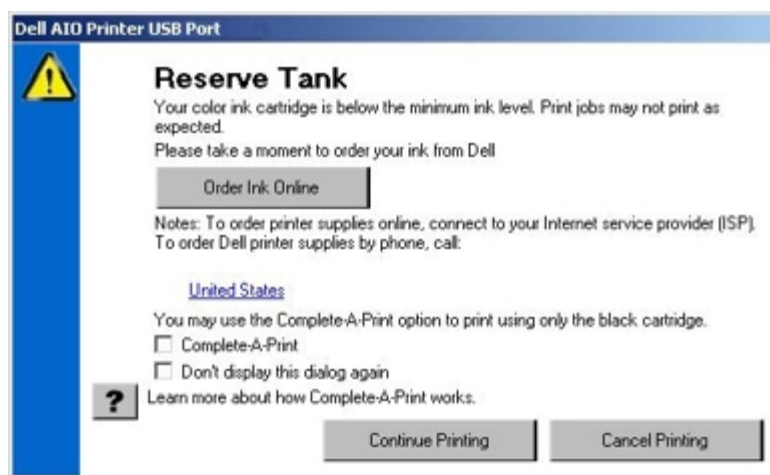 Dell AIO Printer USB Port
Reserve Tank
Your color ink cartridge is below the minimum ink level. Print jobs may not print as
expected.
Please take a moment to order your ink from Dell
Order Ink Online
Notes: To order printer supplies online, connect to your Internet service provider (ISP).
To order Dell printer supplies by phone, call:
United States
You may use the Complete-A-Print option to print using only the black cartridge.
Complete-A-Print
Don't display this dialog again
? Learn more about how Complete-A-Print works.
Continue Printing Cancel Printing